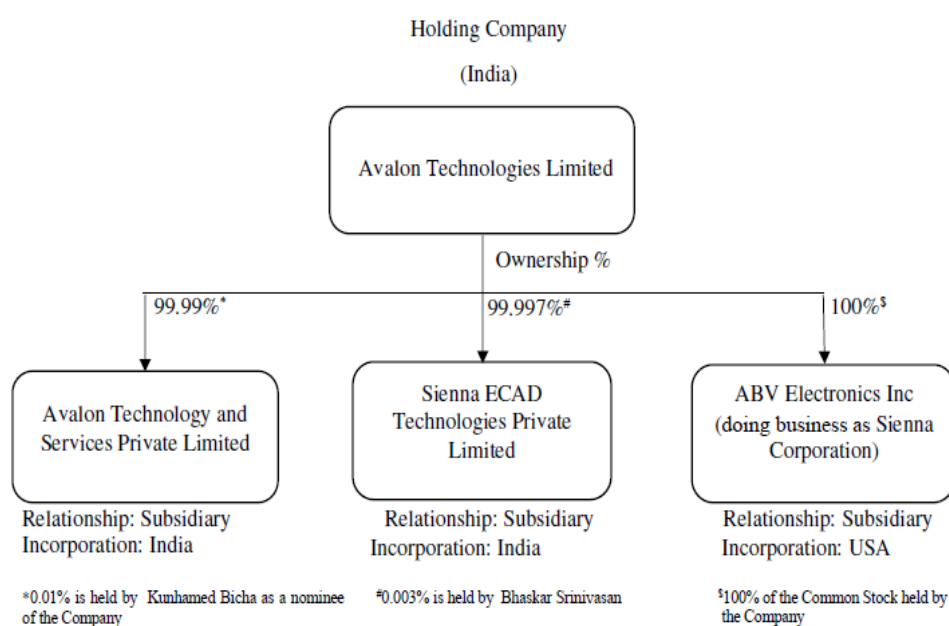 Holding Company
(India)
Avalon Technologies Limited
Ownership %
99.99%*
99.997%#
100%$
Avalon Technology and
Services Private Limited
Sienna ECAD
Technologies Private
Limited
ABV Electronics Inc
(doing business as Sienna
Corporation)
Relationship: Subsidiary
Incorporation: India
Relationship: Subsidiary
Incorporation: India
Relationship: Subsidiary
Incorporation: USA
*0.01% is held by Kunhamed Bicha as a nominee
of the Company
#0.003% is held by Bhaskar Srinivasan
$100% of the Common Stock held by
the Company